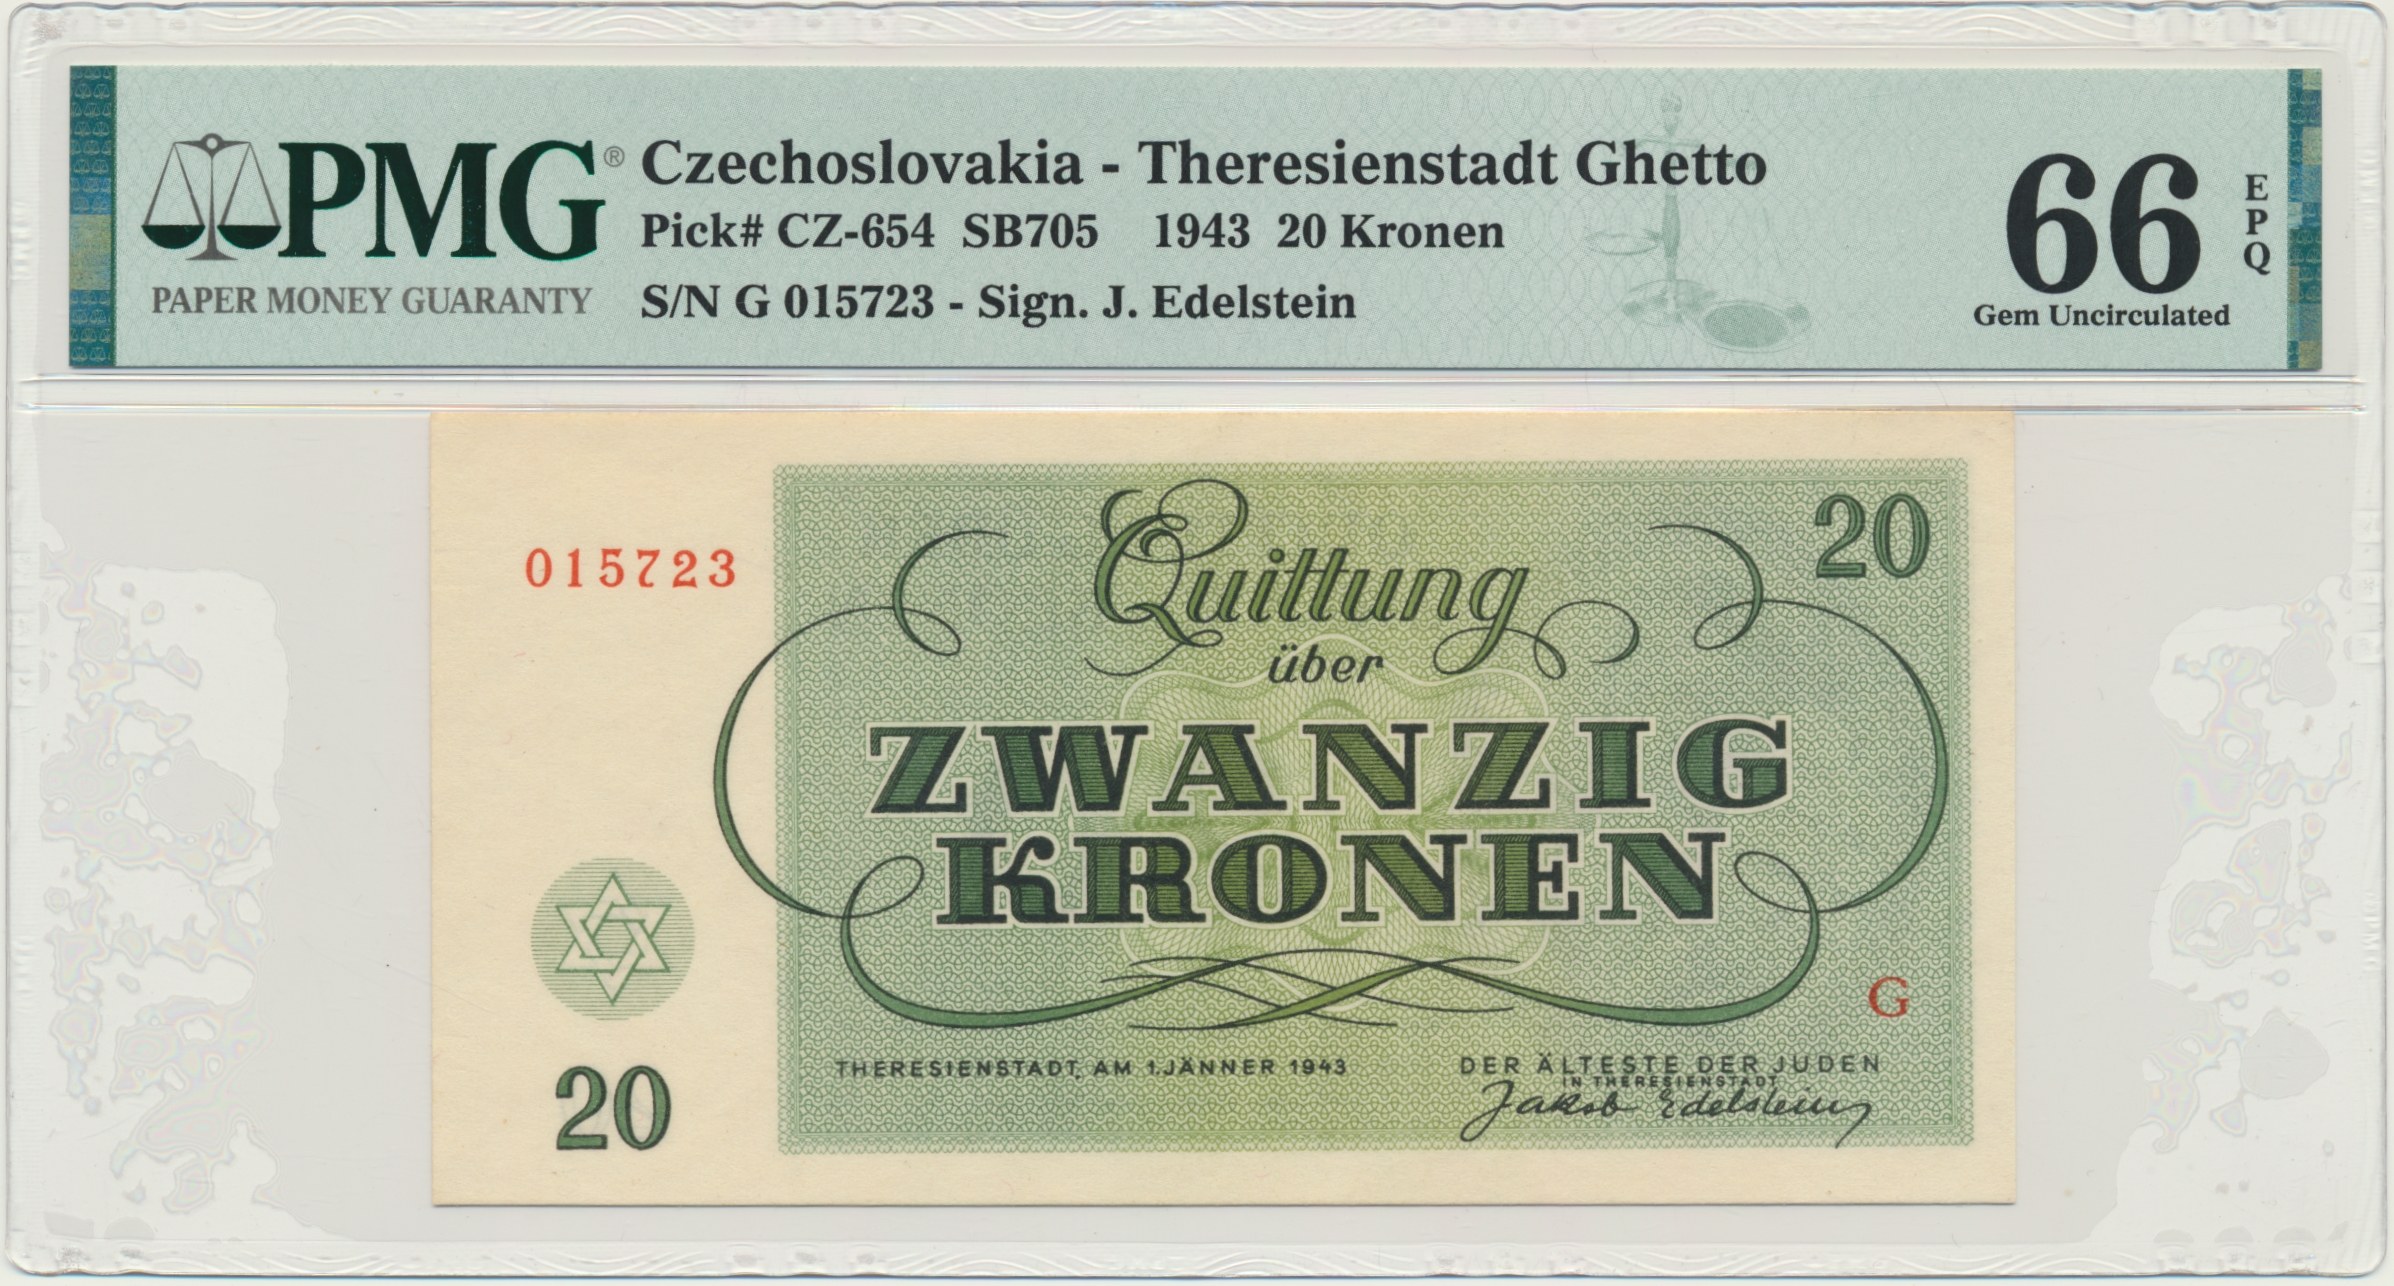 PMG®
PAPER MONEY GUARANTY
Czechoslovakia - Theresienstadt Ghetto
Pick# CZ-654 SB705 1943 20 Kronen
S/N G 015723 - Sign. J. Edelstein
66
EPQ
Gem Uncirculated
015723
20
Quittung
über
ZWANZIG
KRONEN
G
20
THERESIENSTADT, AM 1. JÄNNER 1943
DER ÄLTESTE DER JUDEN
IN THERESIENSTADT
Jakob Edelstein